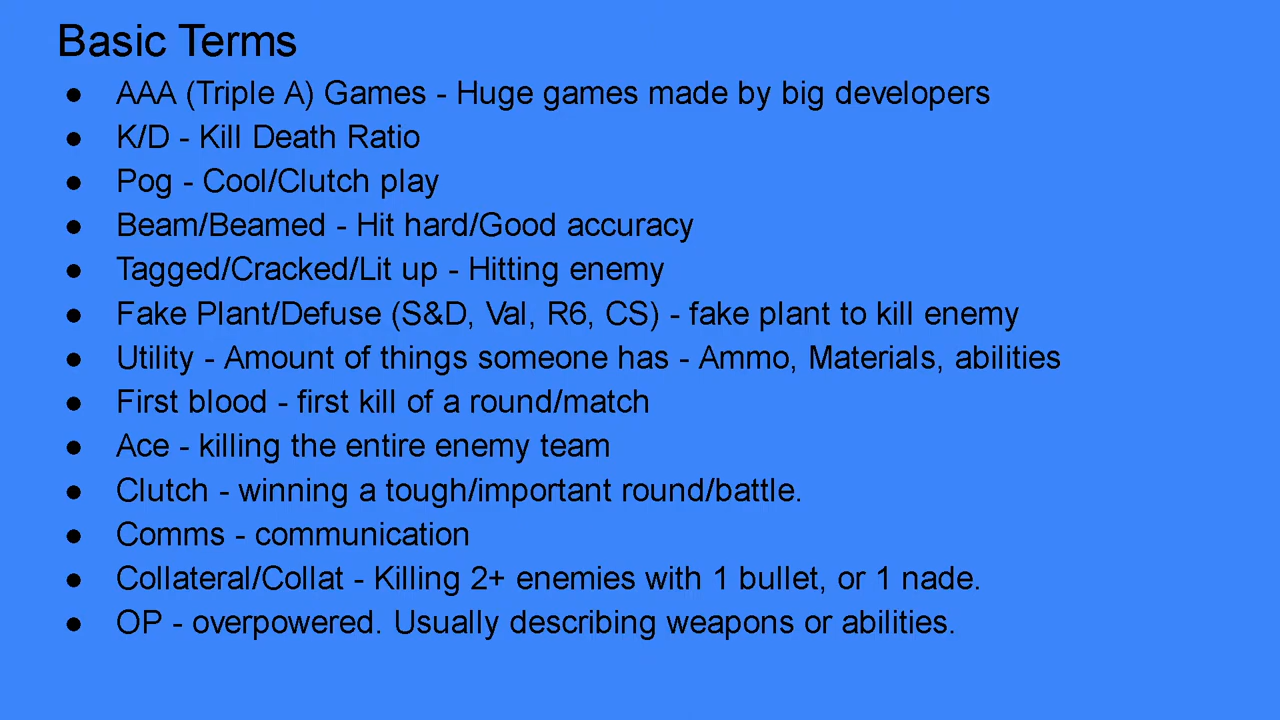 Basic Terms
● AAA (Triple A) Games - Huge games made by big developers
● K/D - Kill Death Ratio
● Pog - Cool/Clutch play
● Beam/Beamed - Hit hard/Good accuracy
● Tagged/Cracked/Lit up - Hitting enemy
● Fake Plant/Defuse (S&D, Val, R6, CS) - fake plant to kill enemy
● Utility - Amount of things someone has - Ammo, Materials, abilities
● First blood - first kill of a round/match
● Ace - killing the entire enemy team
● Clutch - winning a tough/important round/battle.
● Comms - communication
● Collateral/Collat - Killing 2+ enemies with 1 bullet, or 1 nade.
● OP - overpowered. Usually describing weapons or abilities.